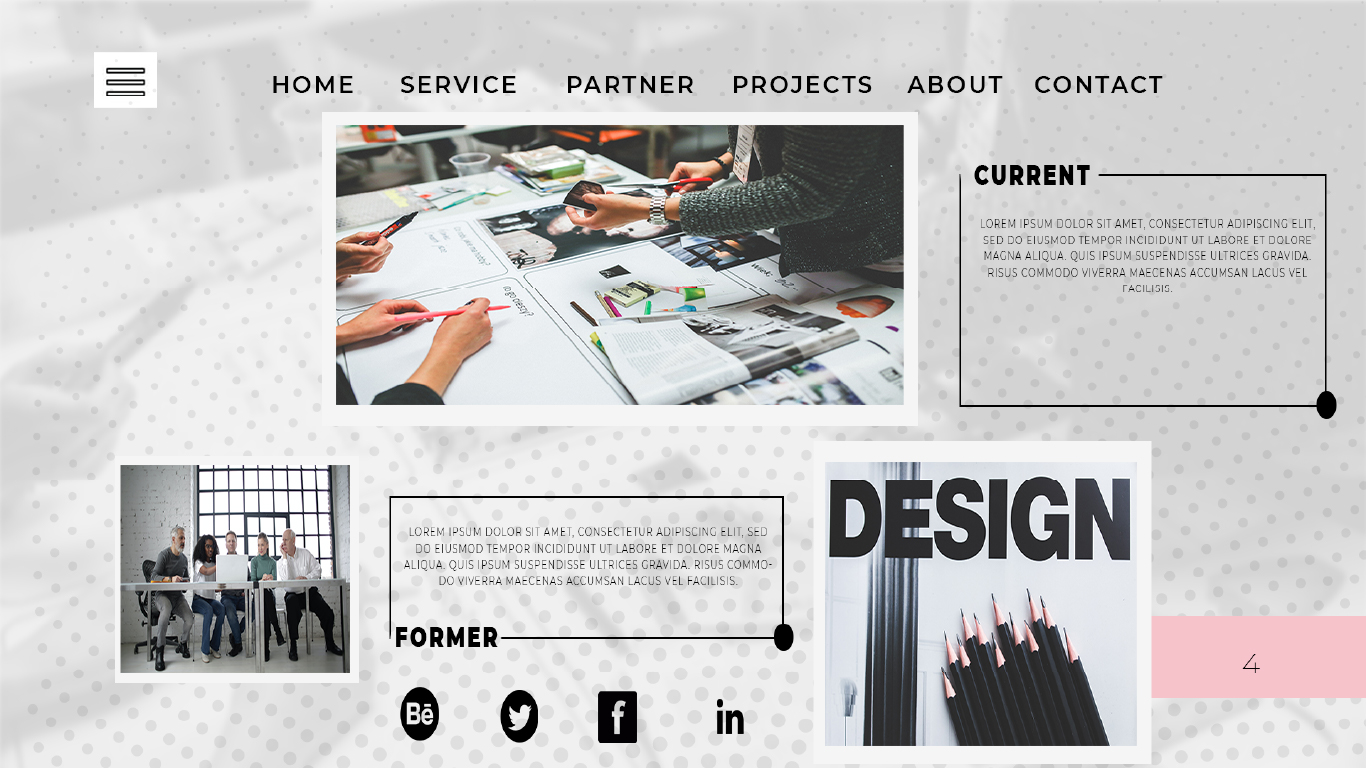 HOME SERVICE PARTNER PROJECTS ABOUT CONTACT
CURRENT
LOREM IPSUM DOLOR SIT AMET, CONSECTETUR ADIPISCING ELIT,
SED DO EIUSMOD TEMPOR INCIDIDUNT UT LABORE ET DOLORE
MAGNA ALIQUA. QUIS IPSUM SUSPENDISSE ULTRICES GRAVIDA.
RISUS COMMODO VIVERRA MAECENAS ACCUMSAN LACUS VEL
FACILISIS.
LOREM IPSUM DOLOR SIT AMET, CONSECTETUR ADIPISCING ELIT, SED
DO EIUSMOD TEMPOR INCIDIDUNT UT LABORE ET DOLORE MAGNA
ALIQUA. QUIS IPSUM SUSPENDISSE ULTRICES GRAVIDA. RISUS COMMO-
DO VIVERRA MAECENAS ACCUMSAN LACUS VEL FACILISIS.
FORMER
DESIGN
4
Bē
f
in